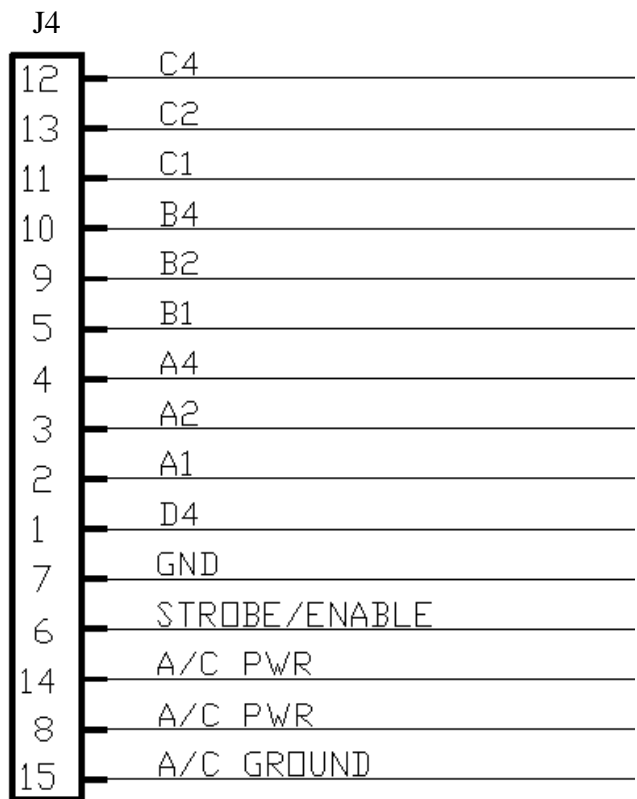 J4
12 C4
13 C2
11 C1
10 B4
9 B2
5 B1
4 A4
3 A2
2 A1
1 D4
7 GND
6 STROBE/ENABLE
14 A/C PWR
8 A/C PWR
15 A/C GROUND